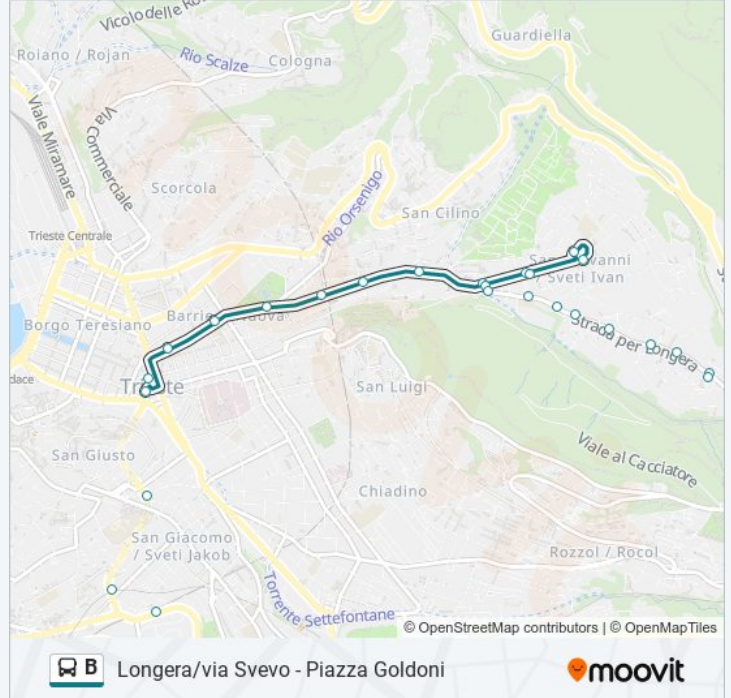 Vicolo delle
Guardiella
Roiano / Rojan
Rio Scalze
Cologna
Viale Miramare
Via Commerciale
Scorcola
Rio Orsenigo
San Cilino
Trieste Centrale
San Giovanni
/ Sveti Ivan
Borgo Teresiano
Barriera Nuova
Strada per Longera
dace
Trieste
San Luigi
San Giusto
Viale al Cacciatore
Chiadino
San Giacomo
/ Sveti Jakob
Rozzol / Rocol
Torrente Settefontane
© OpenStreetMap contributors | © OpenMapTiles
B Longera/via Svevo - Piazza Goldoni
moovit